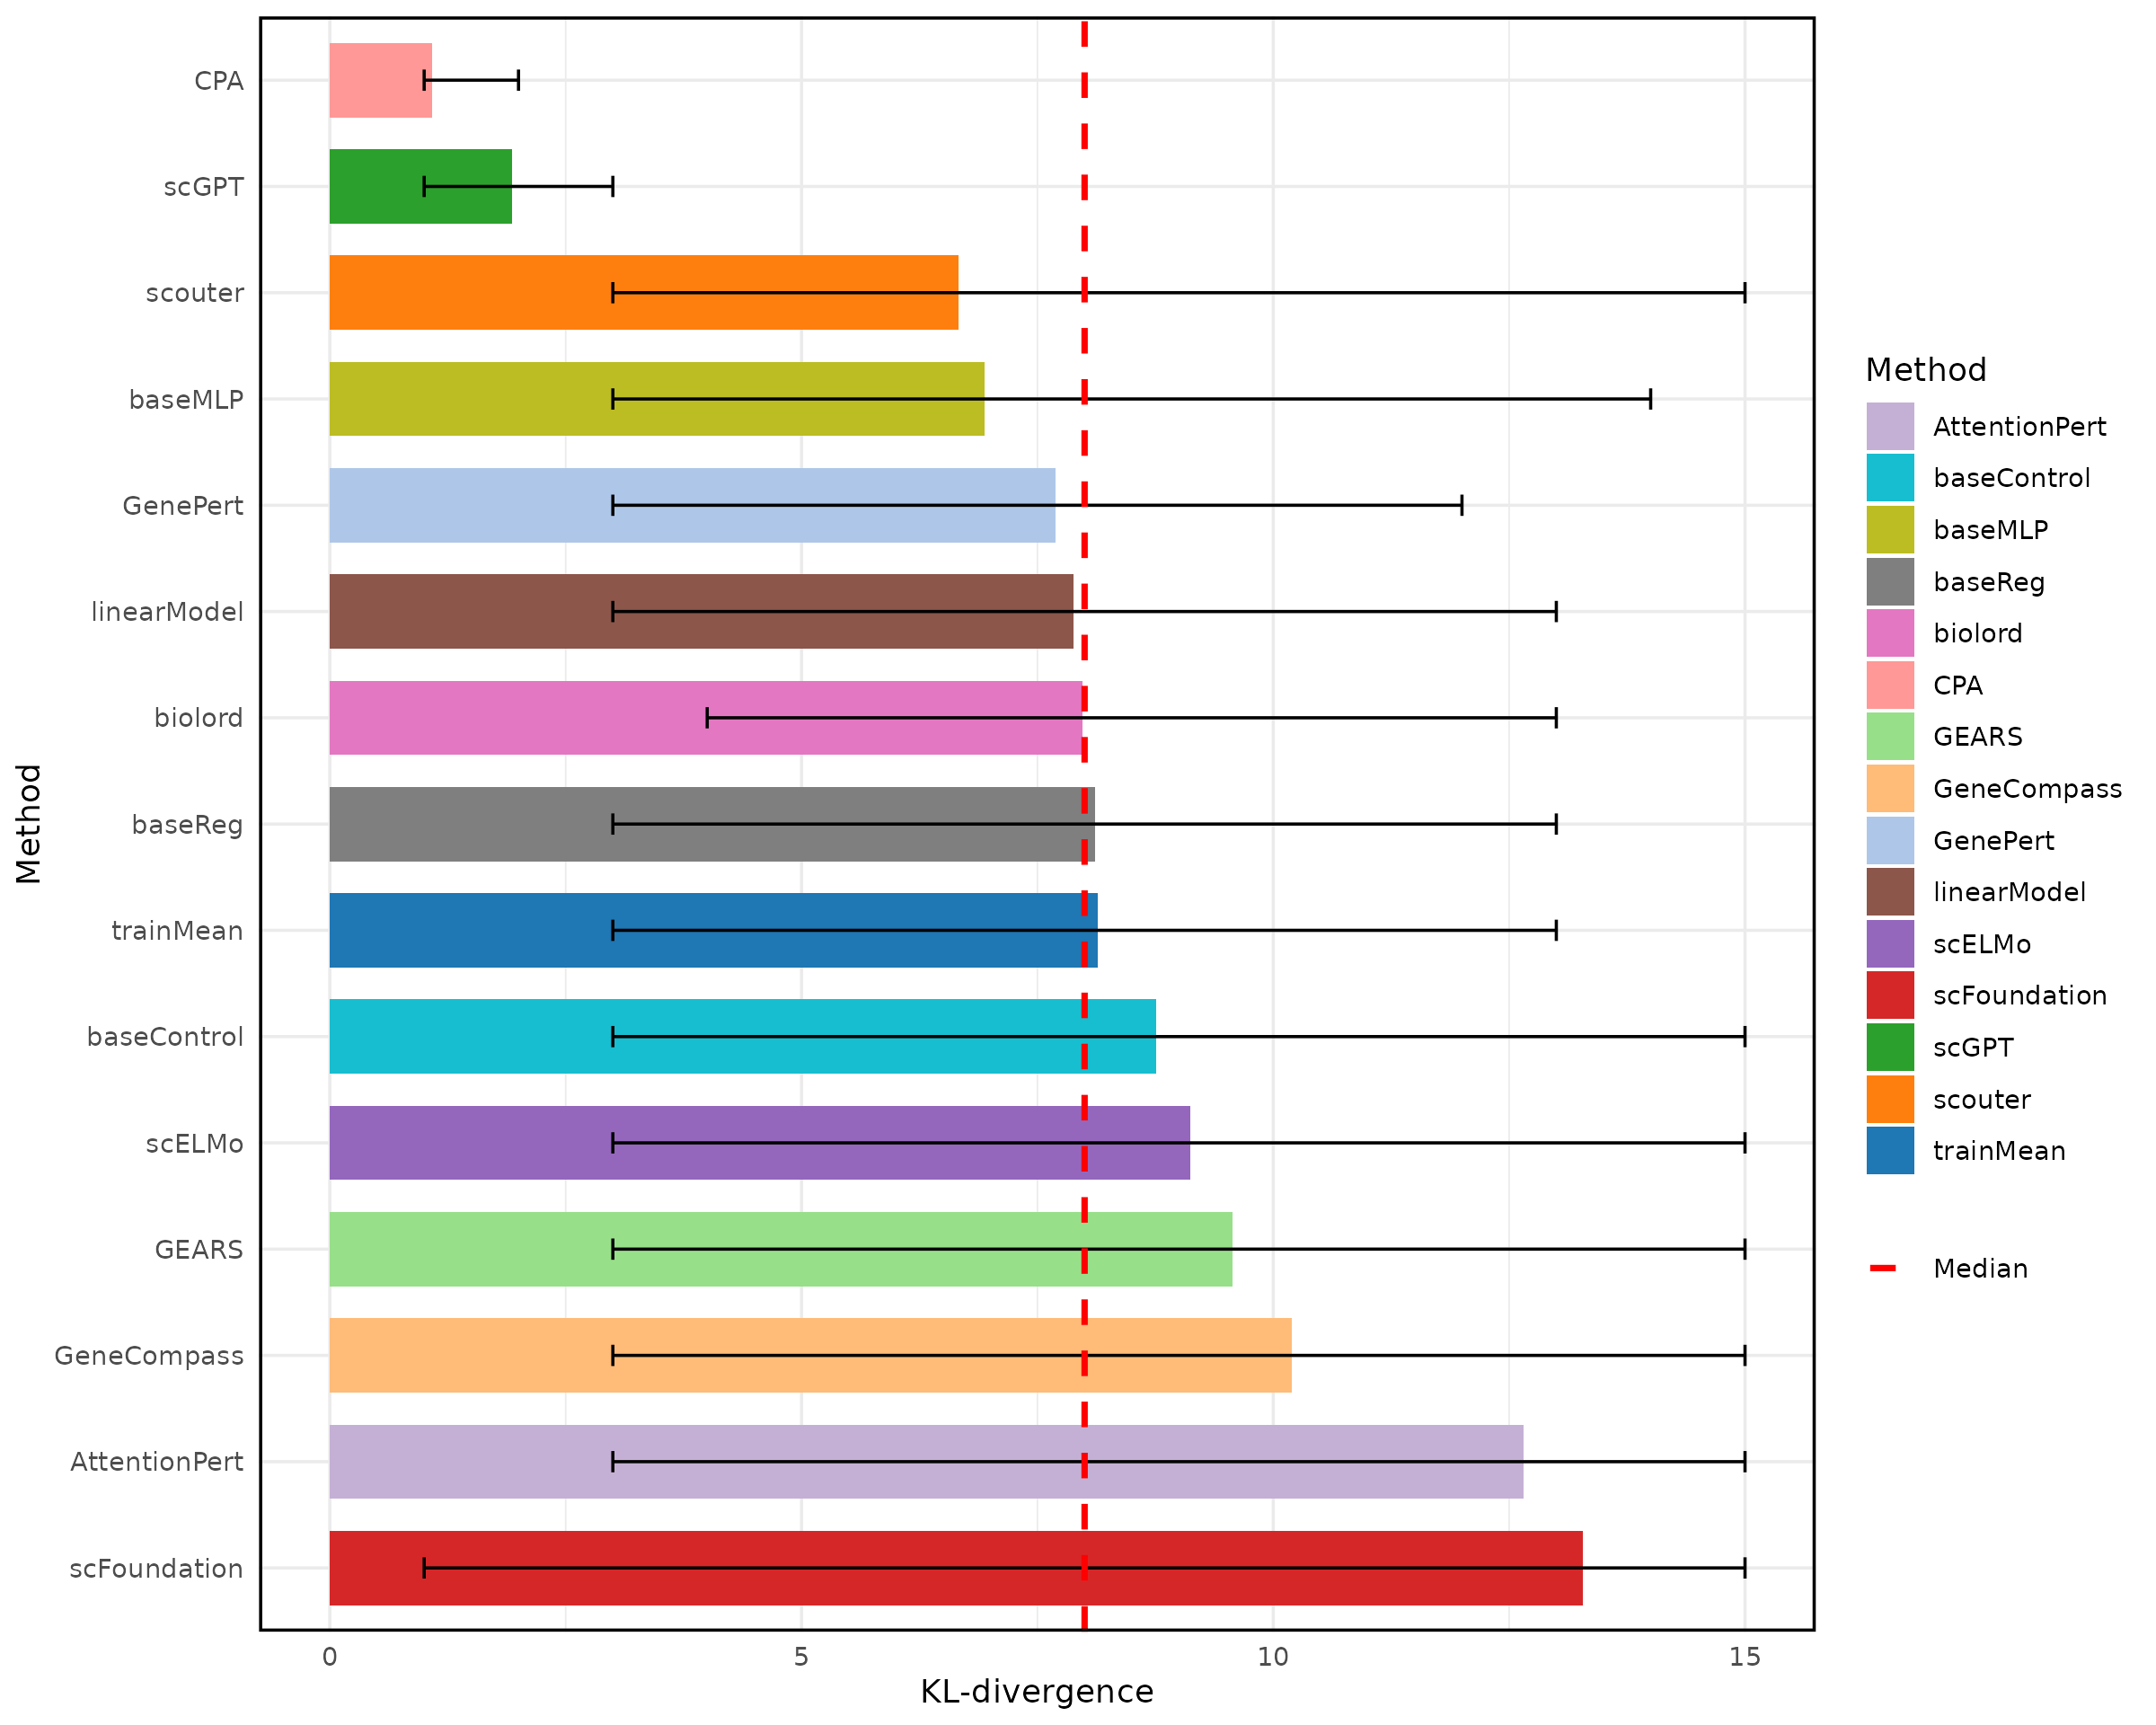 Method
CPA
scGPT
scouter
baseMLP
GenePert
linearModel
biolord
baseReg
trainMean
baseControl
scELMo
GEARS
GeneCompass
AttentionPert
scFoundation
0 5 10 15
KL-divergence
Method
AttentionPert
baseControl
baseMLP
baseReg
biolord
CPA
GEARS
GeneCompass
GenePert
linearModel
scELMo
scFoundation
scGPT
scouter
trainMean
Median